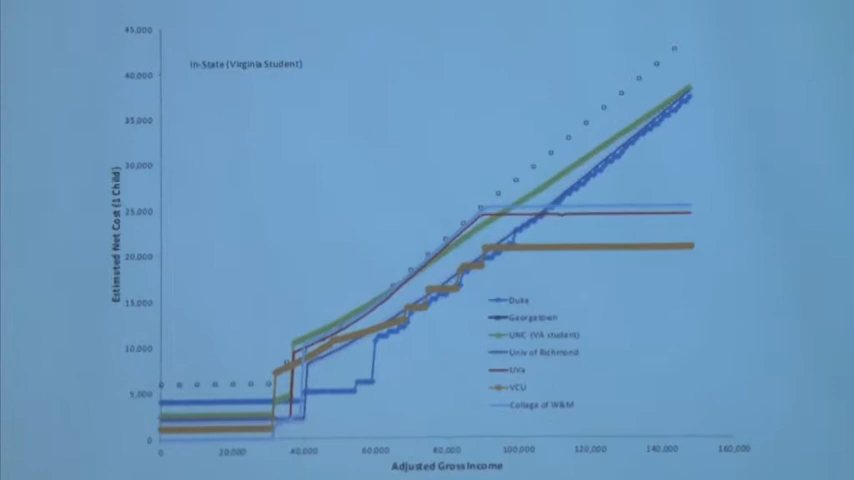 45,000
In-State (Virginia Student)
40,000
35,000
30,000
25,000
20,000
15,000
10,000
5,000
0
Estimated Net Cost (1 Child)
Duke
Georgetown
UNC (VA student)
Univ of Richmond
UVa
VCU
College of W&M
0 20,000 40,000 60,000 80,000 100,000 120,000 140,000 160,000
Adjusted Gross Income